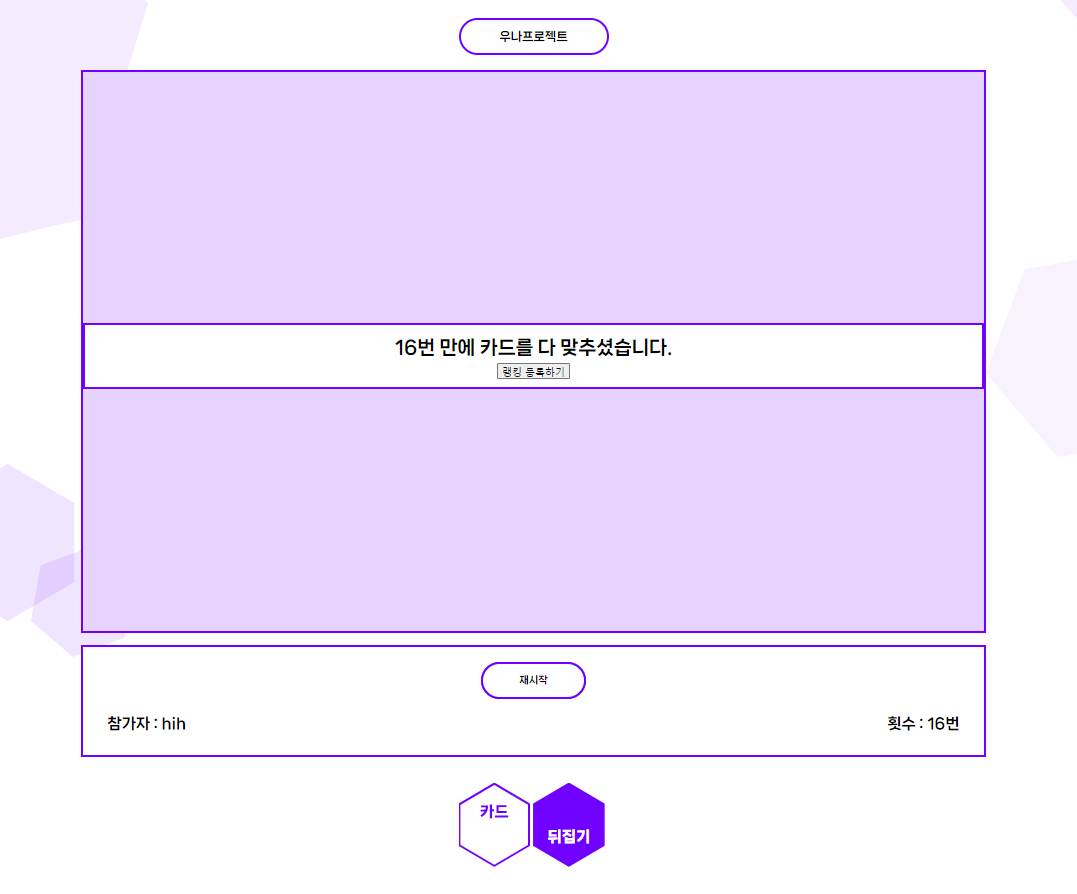 우나프로젝트
16번 만에 카드를 다 맞추셨습니다.
랭킹 등록하기
재시작
참가자 : hih
횟수 : 16번
카드
뒤집기